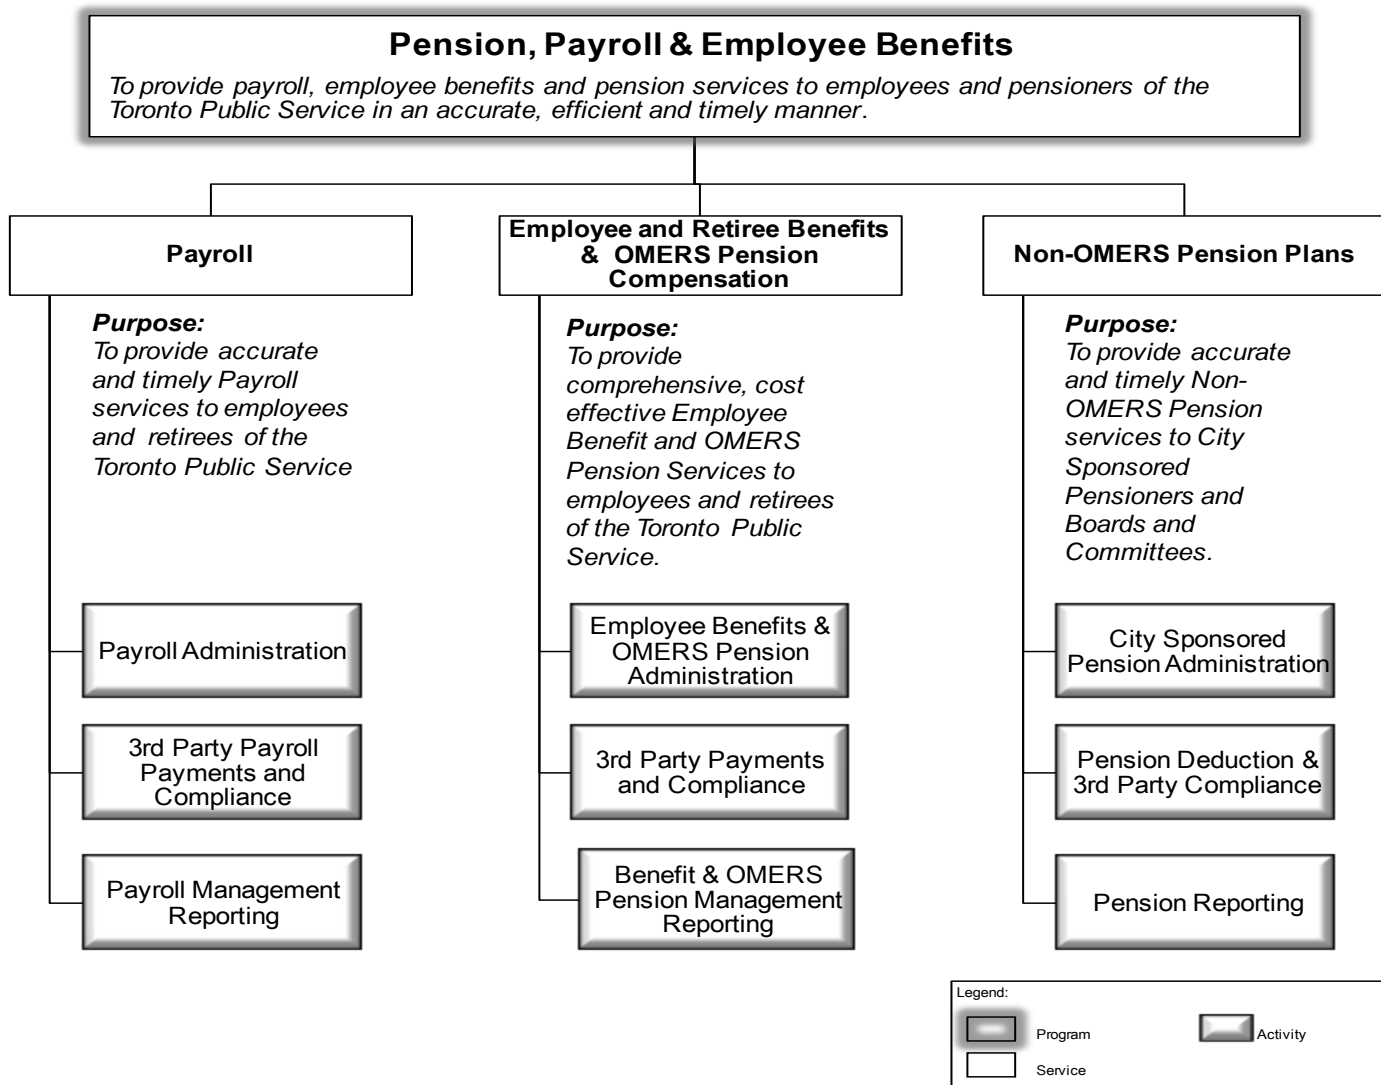 Pension, Payroll & Employee Benefits
To provide payroll, employee benefits and pension services to employees and pensioners of the
Toronto Public Service in an accurate, efficient and timely manner.
Payroll
Purpose:
To provide accurate
and timely Payroll
services to employees
and retirees of the
Toronto Public Service
Payroll Administration
3rd Party Payroll
Payments and
Compliance
Payroll Management
Reporting
Employee and Retiree Benefits
& OMERS Pension
Compensation
Purpose:
To provide
comprehensive, cost
effective Employee
Benefit and OMERS
Pension Services to
employees and retirees
of the Toronto Public
Service.
Employee Benefits &
OMERS Pension
Administration
3rd Party Payments
and Compliance
Benefit & OMERS
Pension Management
Reporting
Non-OMERS Pension Plans
Purpose:
To provide accurate
and timely Non-
OMERS Pension
services to City
Sponsored
Pensioners and
Boards and
Committees.
City Sponsored
Pension Administration
Pension Deduction &
3rd Party Compliance
Pension Reporting
Legend:
Program
Activity
Service